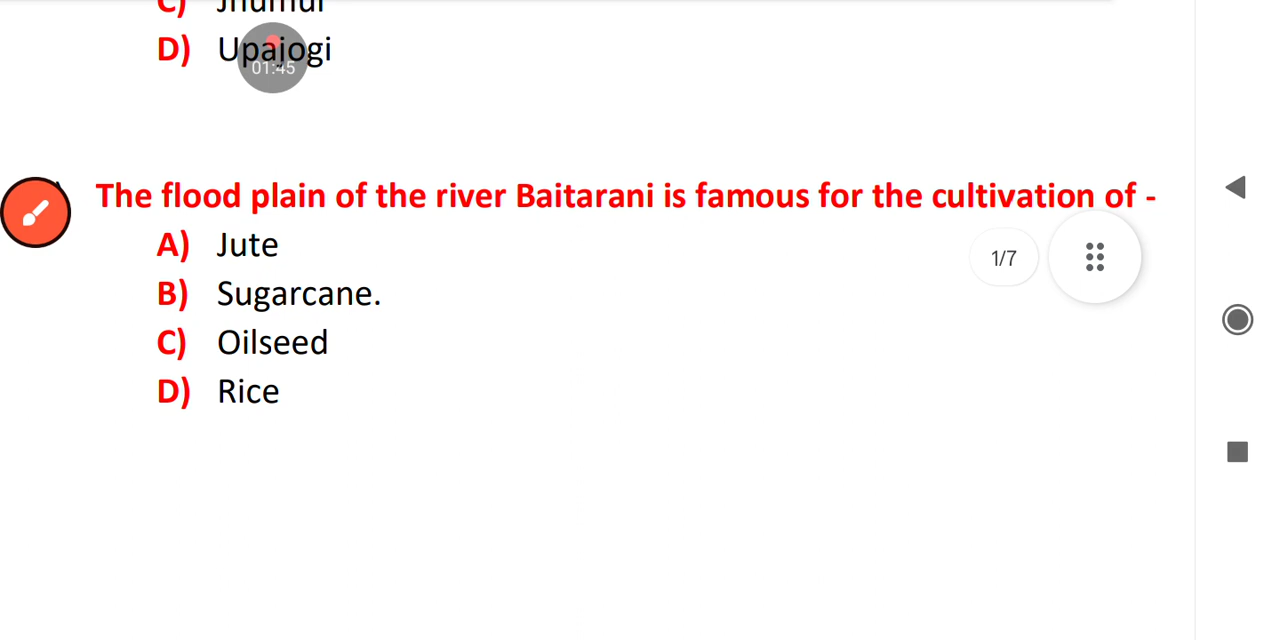 D) Upajogi
01:45
The flood plain of the river Baitarani is famous for the cultivation of -
A) Jute
1/7
B) Sugarcane.
C) Oilseed
D) Rice